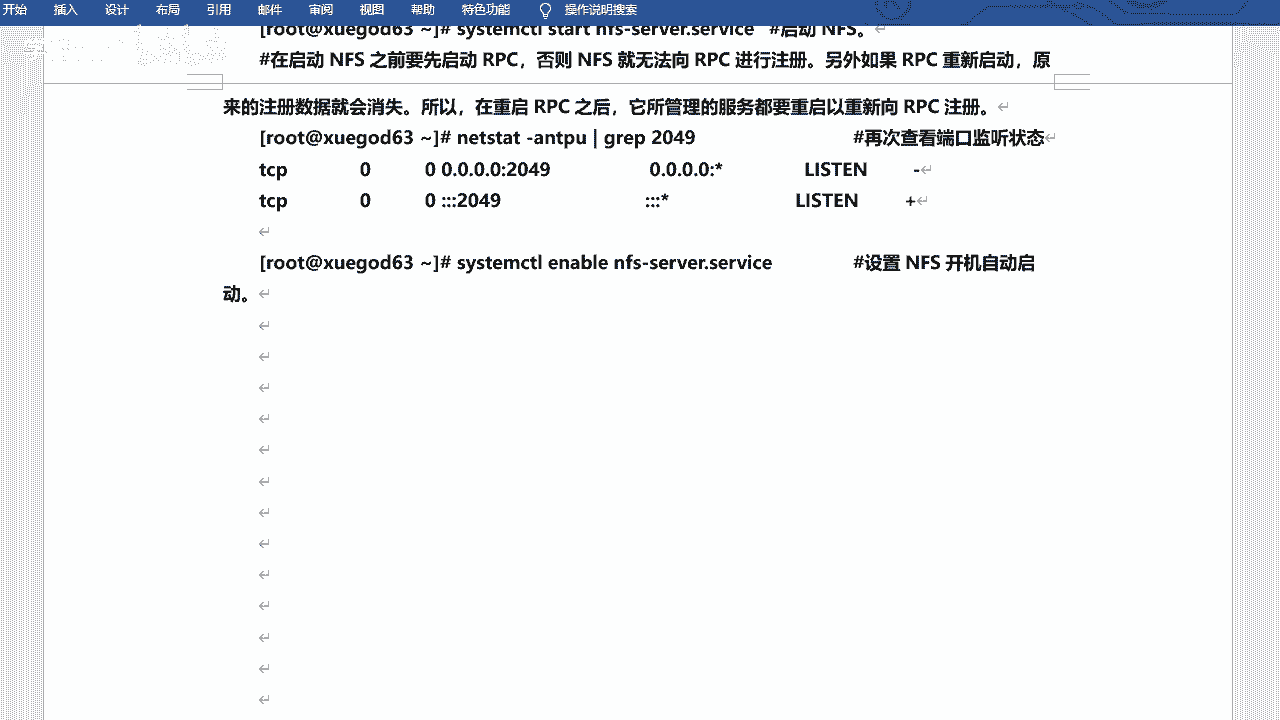 开始 插入 设计 布局 引用 邮件 审阅 视图 帮助 特色功能 操作说明搜索
[root@xuegod63 ~]# systemctl start nfs-server.service #启动 NFS。
#在启动 NFS 之前要先启动 RPC，否则 NFS 就无法向 RPC 进行注册。另外如果 RPC 重新启动，原
来的注册数据就会消失。所以，在重启 RPC 之后，它所管理的服务都要重启以重新向 RPC 注册。
[root@xuegod63 ~]# netstat -antpu | grep 2049 #再次查看端口监听状态
tcp 0 0 0.0.0.0:2049 0.0.0.0:* LISTEN -
tcp 0 0 :::2049 :::* LISTEN +
[root@xuegod63 ~]# systemctl enable nfs-server.service #设置 NFS 开机自动启
动。